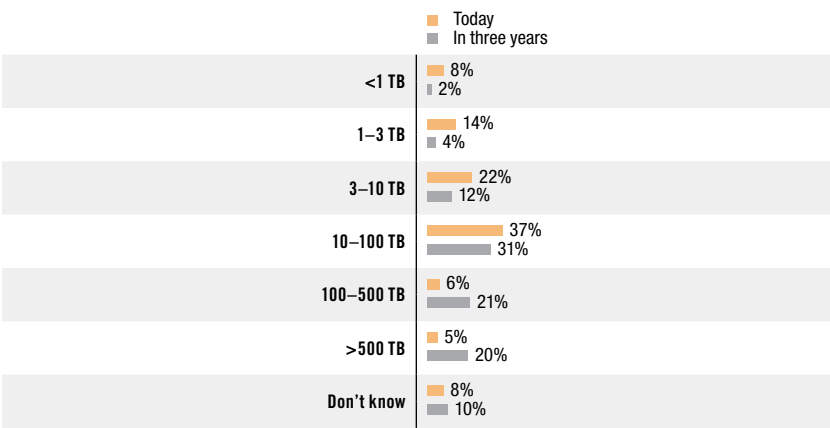 Today
In three years
<1 TB
8%
2%
1–3 TB
14%
4%
3–10 TB
22%
12%
10–100 TB
37%
31%
100–500 TB
6%
21%
>500 TB
5%
20%
Don't know
8%
10%